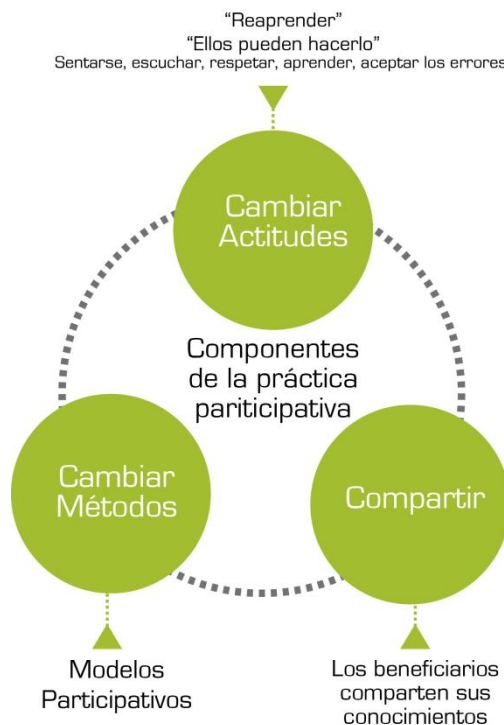 “Reaprender”
“Ellos pueden hacerlo”
Sentarse, escuchar, respetar, aprender, aceptar los errores
Cambiar
Actitudes
Componentes
de la práctica
pariticipativa
Cambiar
Métodos
Compartir
Modelos
Participativos
Los beneficiarios
comparten sus
conocimientos